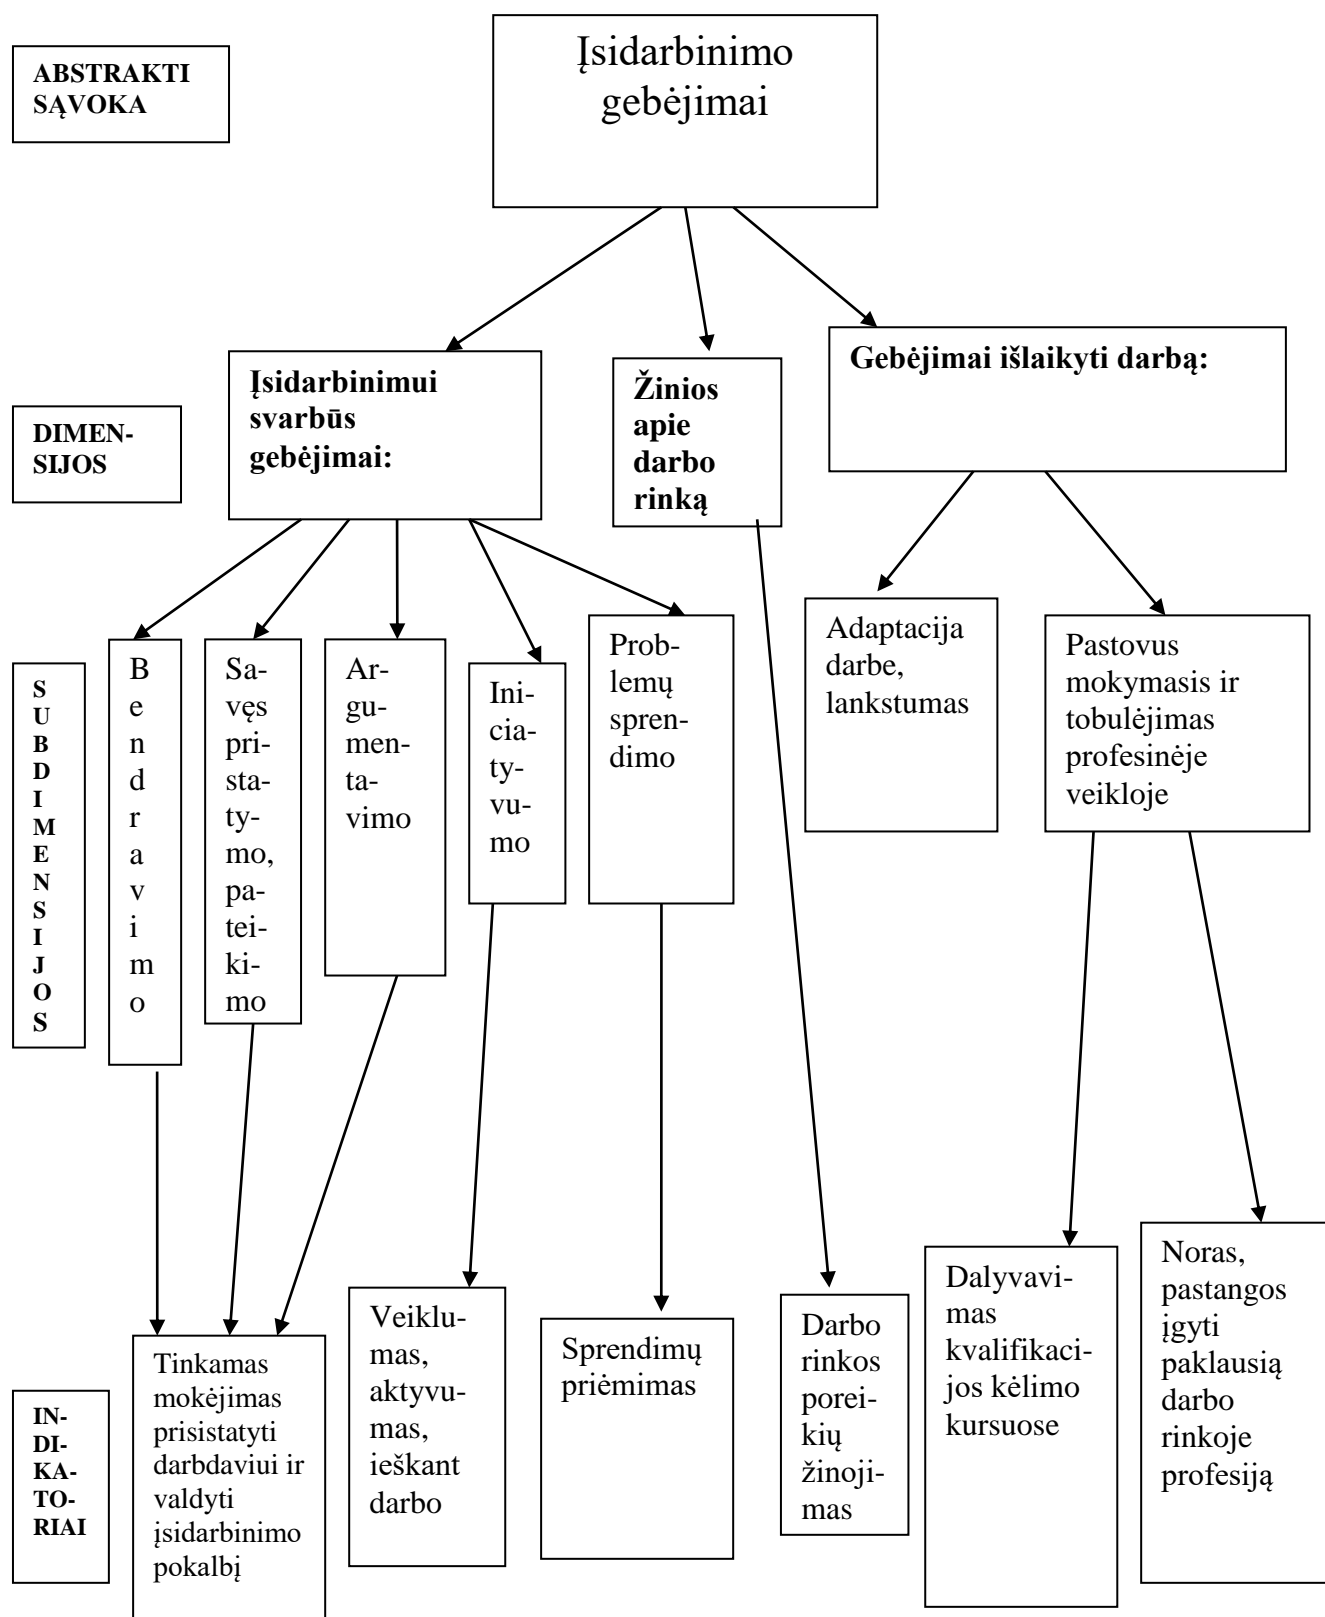 Įsidarbinimo
gebėjimai
ABSTRAKTI
SĄVOKA
Įsidarbinimui
svarbūs
gebėjimai:
Žinios
apie
darbo
rinką
Gebėjimai išlaikyti darbą:
DIMEN-
SIJOS
S
U
B
D
I
M
E
N
S
I
J
O
S
B
e
n
d
r
a
v
i
m
o
Sa-
vęs
pri-
sta-
ty-
mo,
pa-
tei-
ki-
mo
Ar-
gu-
men-
ta-
vimo
Ini-
cia-
ty-
vu-
mo
Prob-
lemų
spren-
dimo
Adaptacija
darbe,
lankstumas
Pastovus
mokymasis ir
tobulėjimas
profesinėje
veikloje
IN-
DI-
KA-
TO-
RIAI
Tinkamas
mokėjimas
prisistatyti
darbdaviui ir
valdyti
įsidarbinimo
pokalbį
Veiklu-
mas,
aktyvu-
mas,
ieškant
darbo
Sprendimų
priėmimas
Darbo
rinkos
porei-
kių
žinoji-
mas
Dalyvavi-
mas
kvalifikaci-
jos kėlimo
kursuose
Noras,
pastangos
įgyti
paklausią
darbo
rinkoje
profesiją